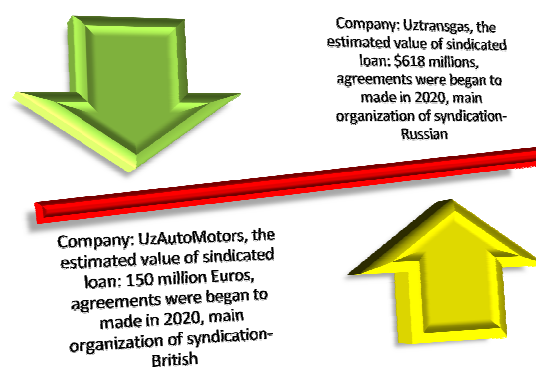 Company: Uztransgas, the
estimated value of sindicated
loan: $618 millions,
agreements were began to
made in 2020, main
organization of syndication-
Russian
Company: UzAutoMotors, the
estimated value of sindicated
loan: 150 million Euros,
agreements were began to
made in 2020, main
organization of syndication-
British